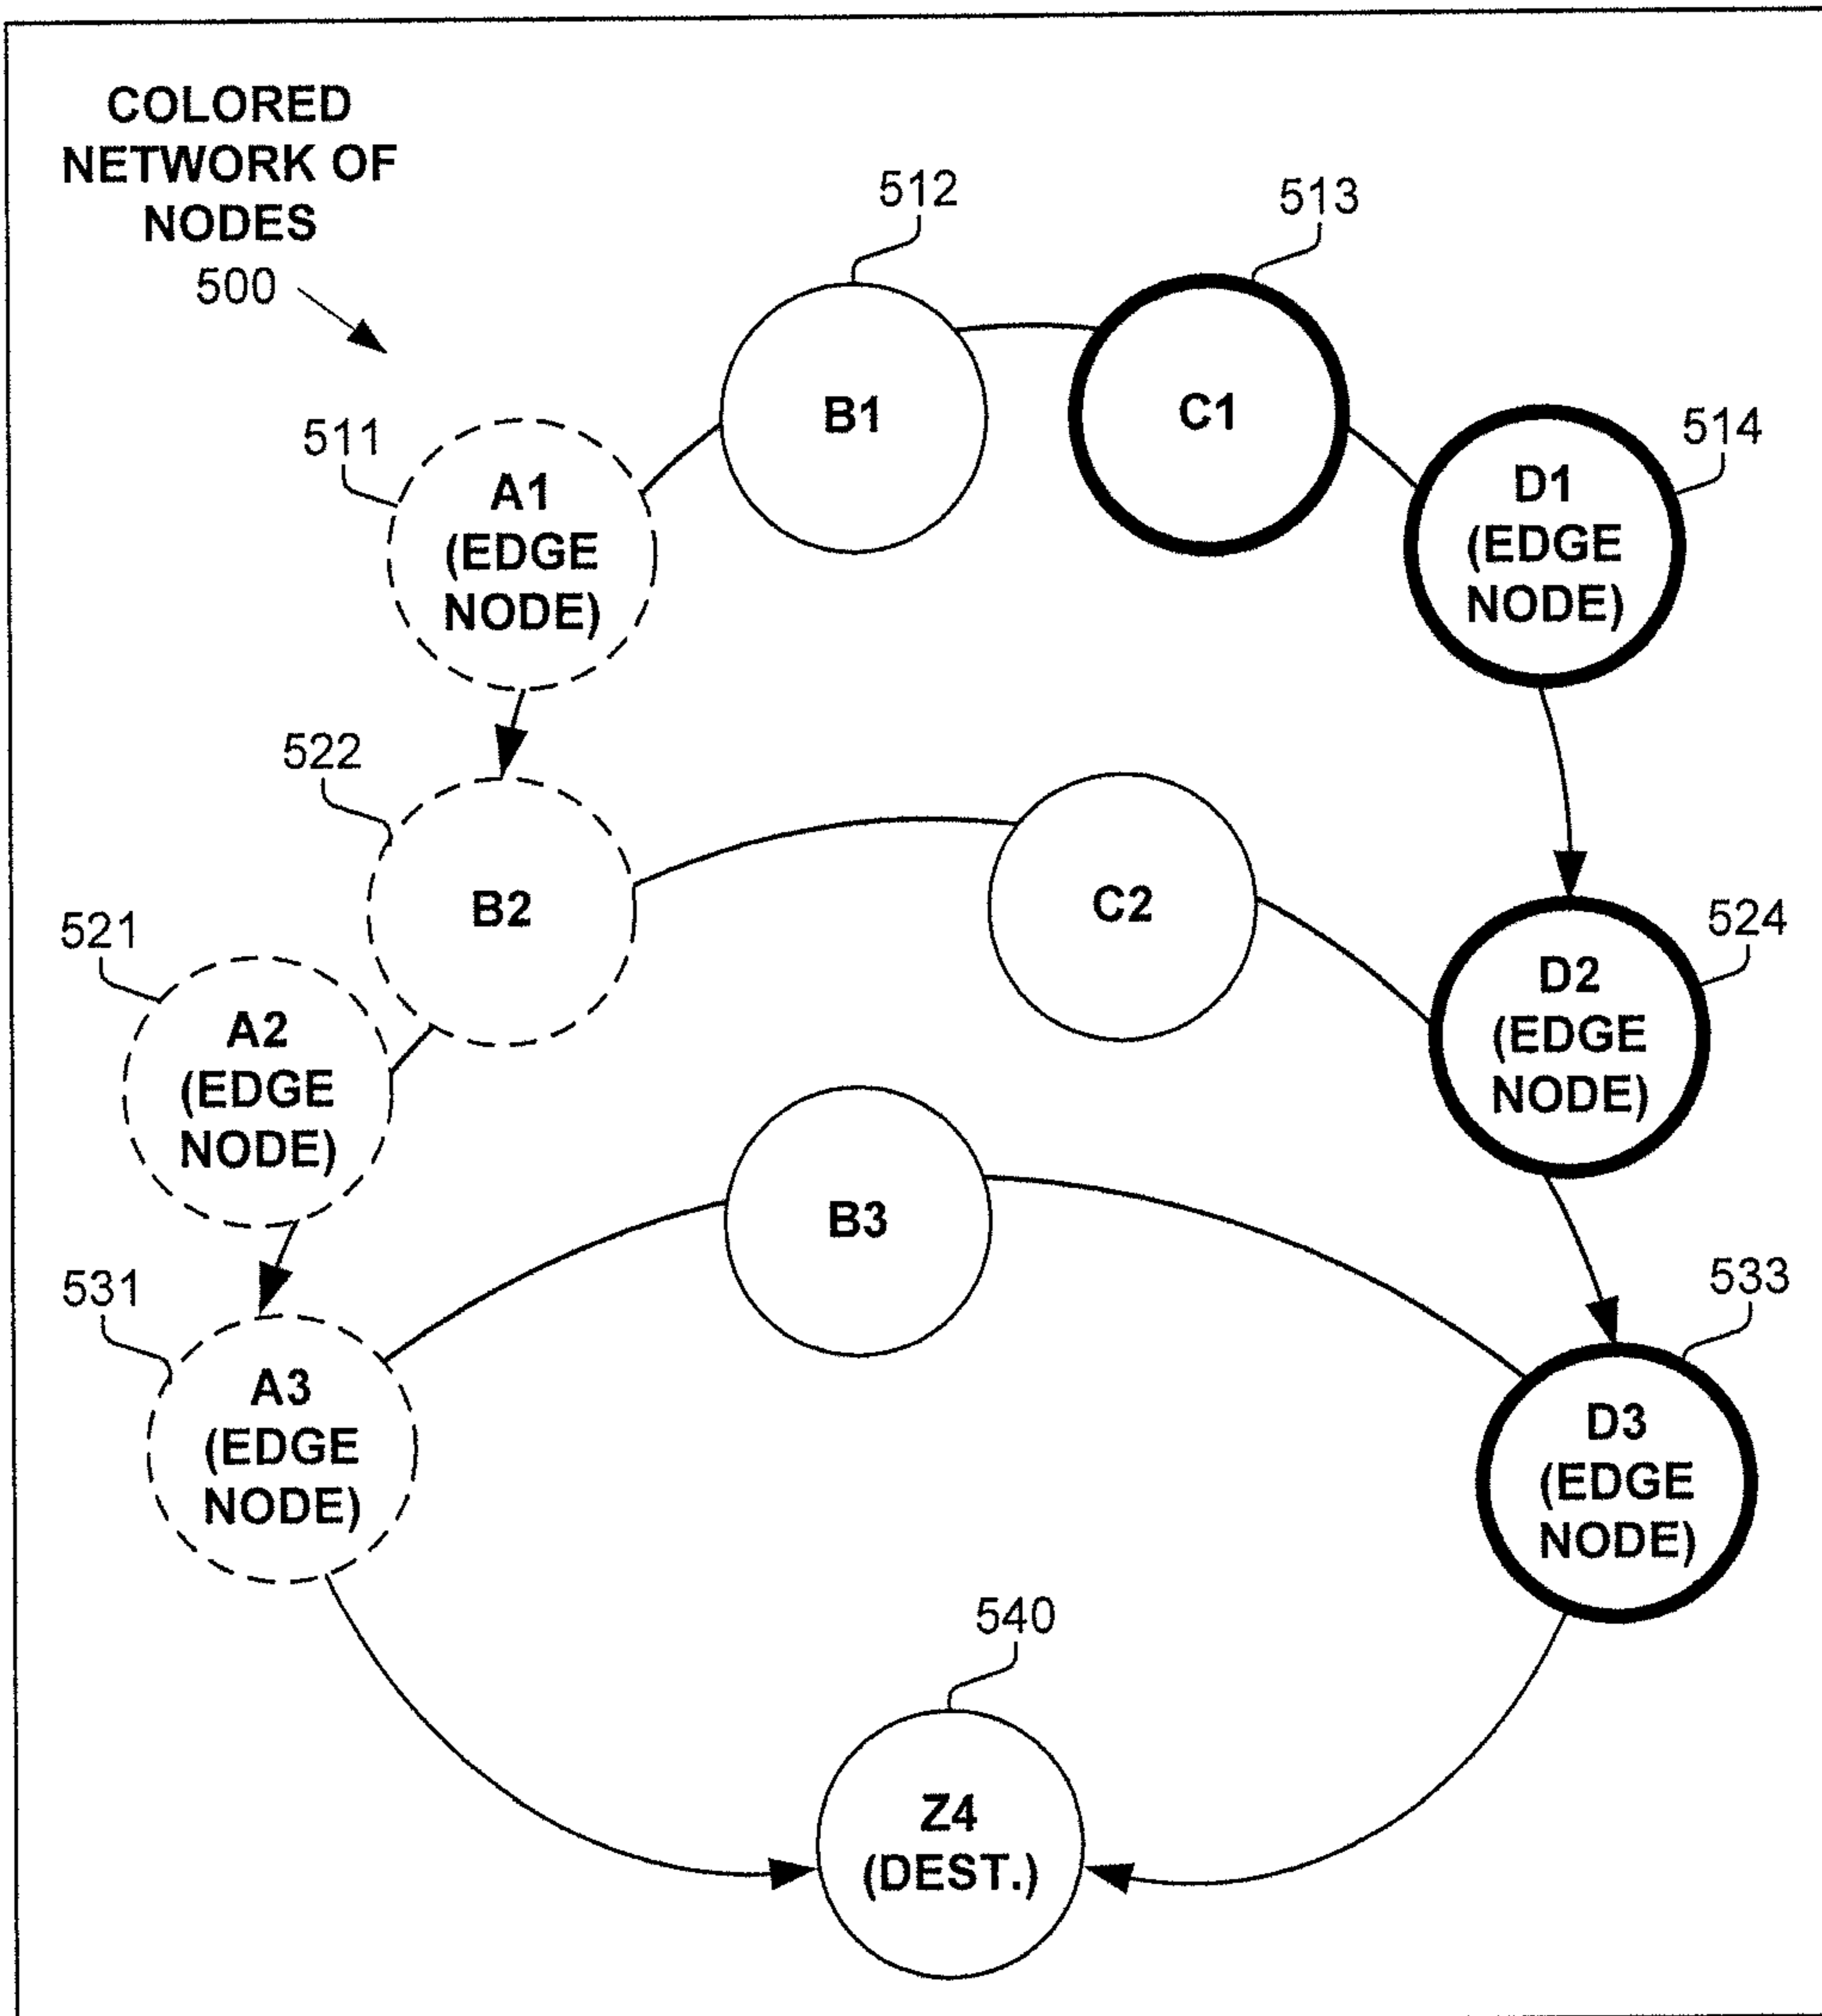 COLORED
NETWORK OF
NODES
500
512
513
B1
C1
511
514
A1
(EDGE
NODE)
D1
(EDGE
NODE)
522
B2
C2
521
524
A2
(EDGE
NODE)
D2
(EDGE
NODE)
B3
531
533
A3
(EDGE
NODE)
D3
(EDGE
NODE)
540
Z4
(DEST.)